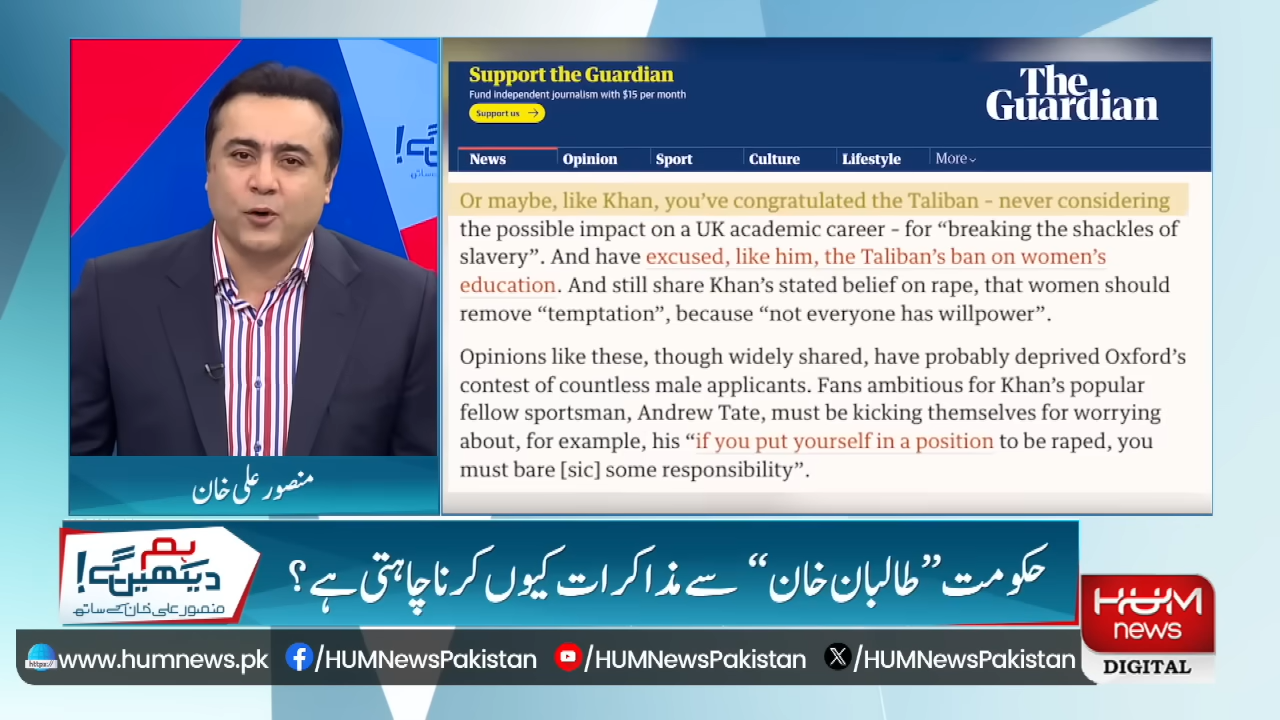 Support the Guardian
Fund independent journalism with $15 per month
Support us →
The
Guardian
News Opinion Sport Culture Lifestyle More
Or maybe, like Khan, you’ve congratulated the Taliban – never considering
the possible impact on a UK academic career – for “breaking the shackles of
slavery”. And have excused, like him, the Taliban’s ban on women’s
education. And still share Khan’s stated belief on rape, that women should
remove “temptation”, because “not everyone has willpower”.
Opinions like these, though widely shared, have probably deprived Oxford’s
contest of countless male applicants. Fans ambitious for Khan’s popular
fellow sportsman, Andrew Tate, must be kicking themselves for worrying
about, for example, his “if you put yourself in a position to be raped, you
must bare [sic] some responsibility”.
منصور علی خان
ہم
دیکھیں گے!
منصور علی خان کے ساتھ
حکومت ”طالبان خان“ سے مذاکرات کیوں کرنا چاہتی ہے؟
HUM
news
DIGITAL
https://
www.humnews.pk /HUMNewsPakistan /HUMNewsPakistan /HUMNewsPakistan